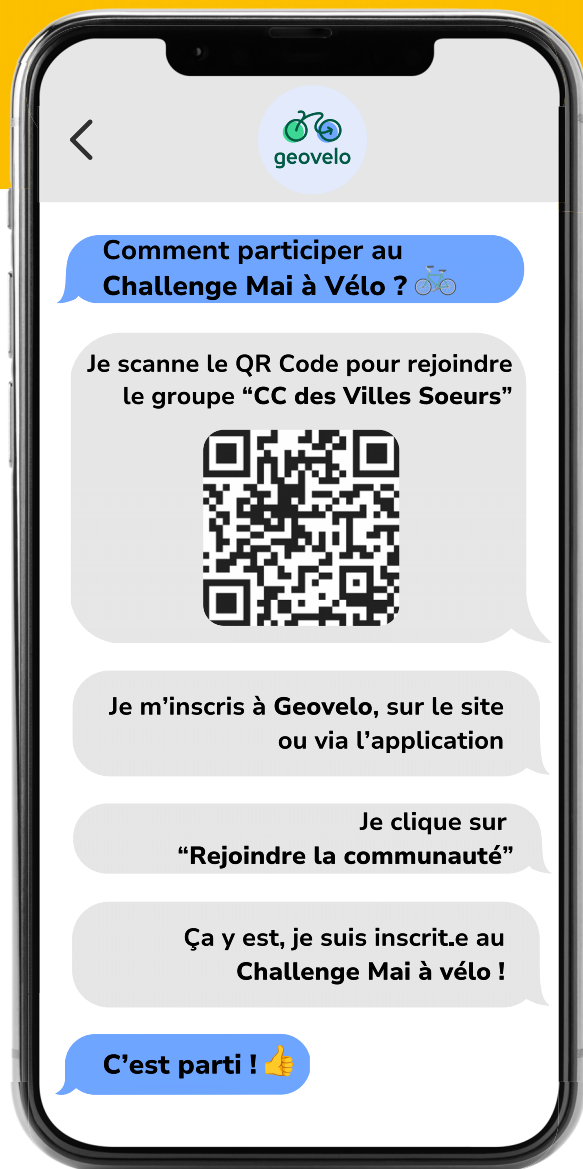 geovelo
Comment participer au
Challenge Mai à Vélo ? 🚲
Je scanne le QR Code pour rejoindre
le groupe “CC des Villes Soeurs”
Je m’inscris à Geovelo, sur le site
ou via l’application
Je clique sur
“Rejoindre la communauté”
Ça y est, je suis inscrit.e au
Challenge Mai à vélo !
C’est parti ! 👍